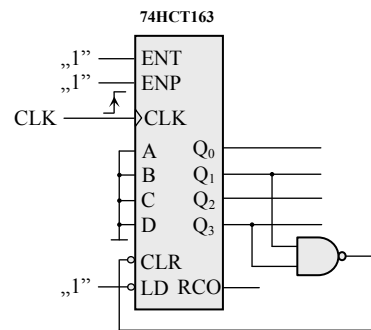 74HCT163
„1” ENT
„1” ENP
CLK CLK
A Q₀
B Q₁
C Q₂
D Q₃
CLR
„1” LD RCO